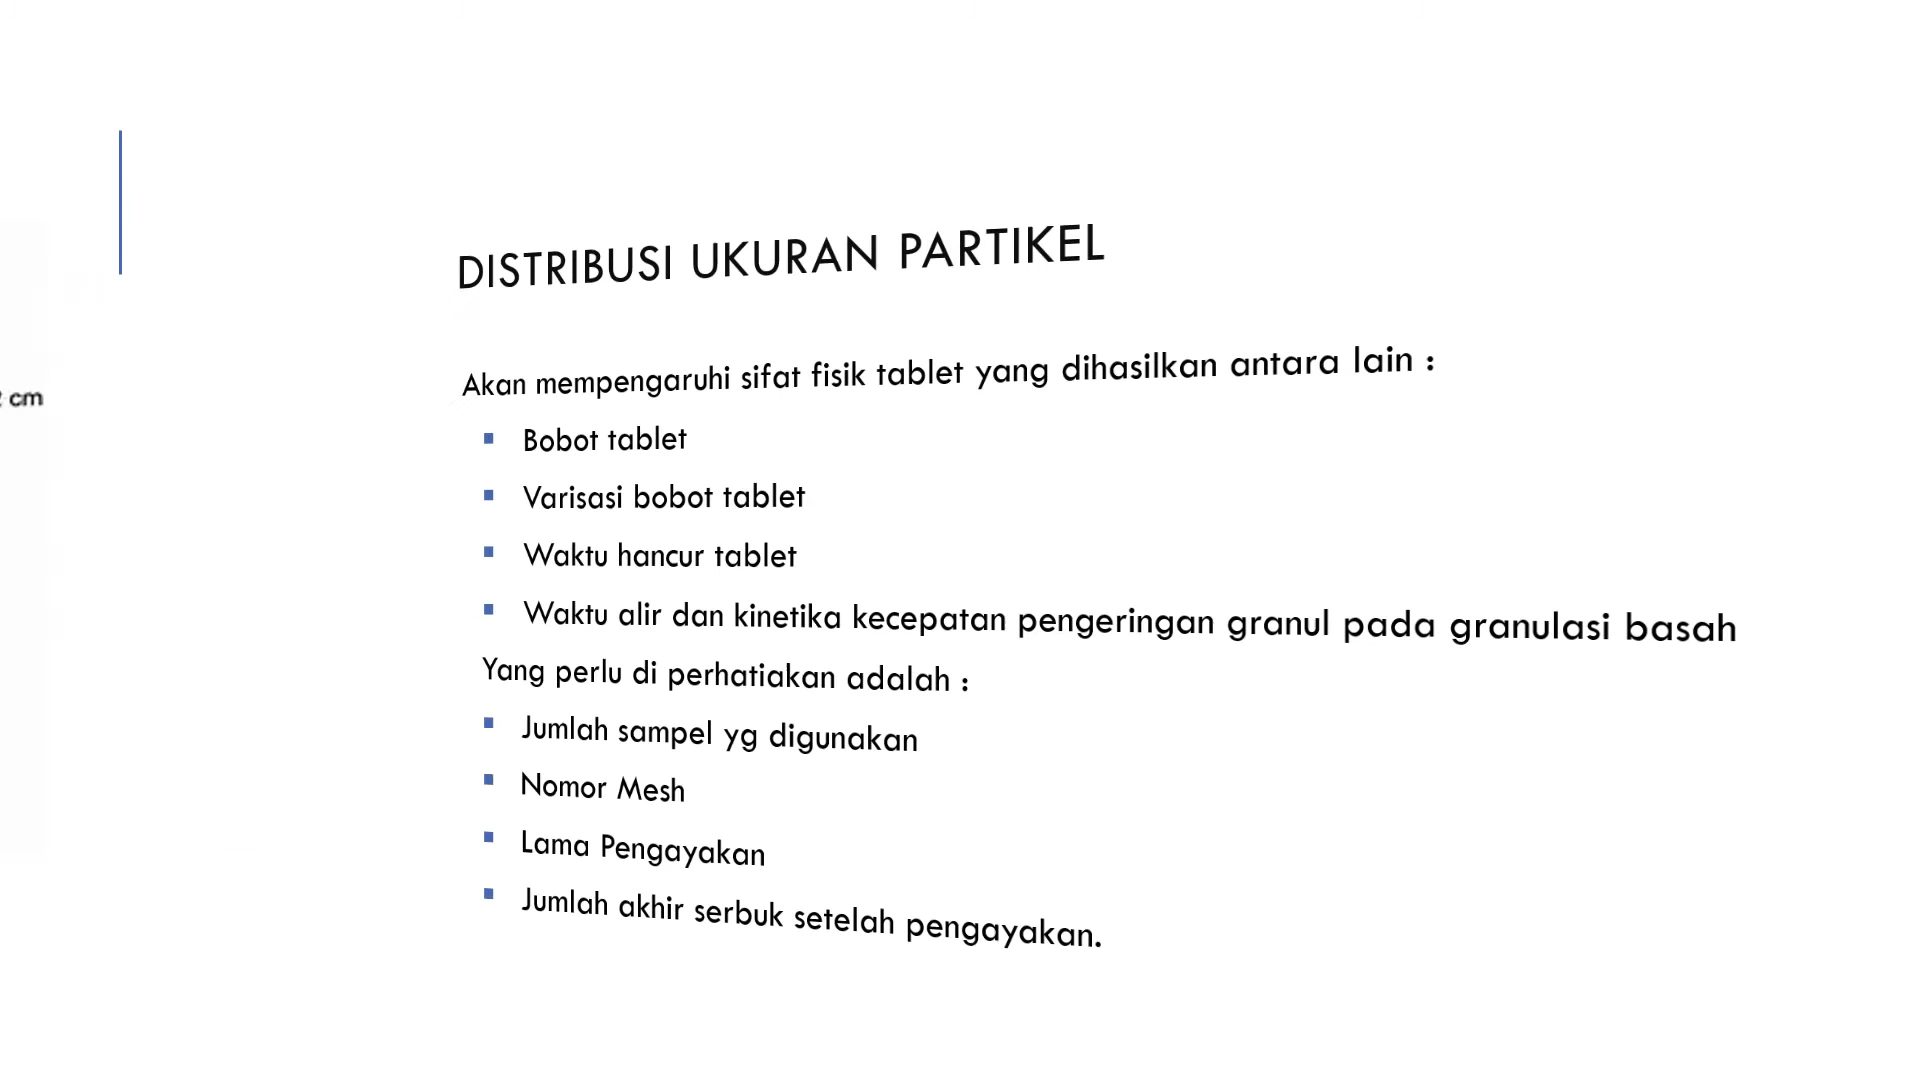 DISTRIBUSI UKURAN PARTIKEL
cm
Akan mempengaruhi sifat fisik tablet yang dihasilkan antara lain :
Bobot tablet
Varisasi bobot tablet
Waktu hancur tablet
Waktu alir dan kinetika kecepatan pengeringan granul pada granulasi basah
Yang perlu di perhatiakan adalah :
Jumlah sampel yg digunakan
Nomor Mesh
Lama Pengayakan
Jumlah akhir serbuk setelah pengayakan.